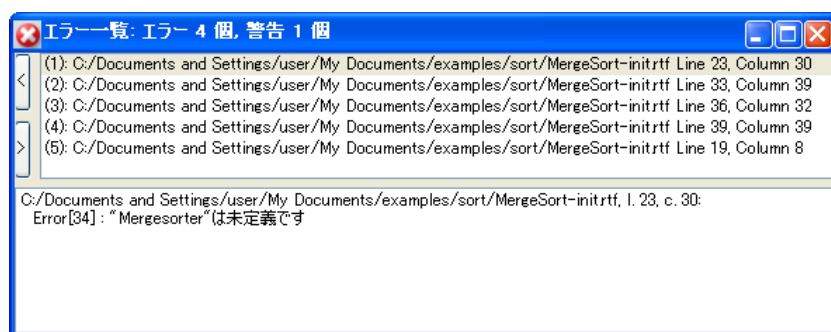 エラー一覧: エラー 4 個, 警告 1 個
(1): C:/Documents and Settings/user/My Documents/examples/sort/MergeSort-init.rtf Line 23, Column 30
(2): C:/Documents and Settings/user/My Documents/examples/sort/MergeSort-init.rtf Line 33, Column 39
(3): C:/Documents and Settings/user/My Documents/examples/sort/MergeSort-init.rtf Line 36, Column 32
(4): C:/Documents and Settings/user/My Documents/examples/sort/MergeSort-init.rtf Line 39, Column 39
(5): C:/Documents and Settings/user/My Documents/examples/sort/MergeSort-init.rtf Line 19, Column 8
<
>
C:/Documents and Settings/user/My Documents/examples/sort/MergeSort-init.rtf, l. 23, c. 30:
Error[34] : "Mergesorter"は未定義です